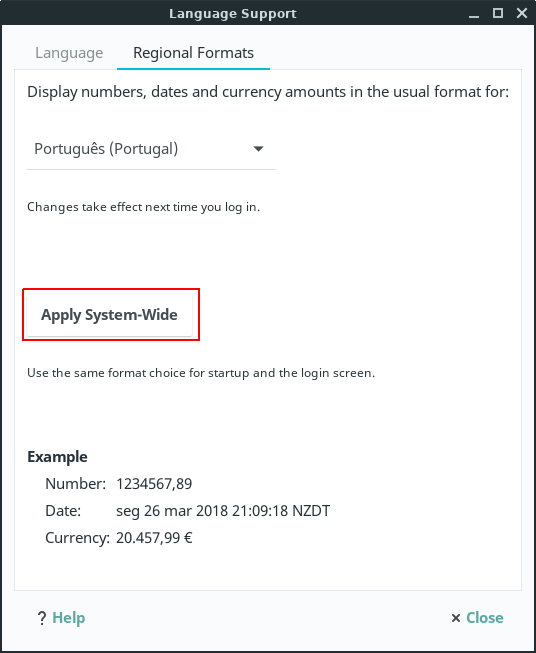 Language Support
Language Regional Formats
Display numbers, dates and currency amounts in the usual format for:
Português (Portugal)
Changes take effect next time you log in.
Apply System-Wide
Use the same format choice for startup and the login screen.
Example
Number: 1234567,89
Date: seg 26 mar 2018 21:09:18 NZDT
Currency: 20.457,99 €
? Help × Close